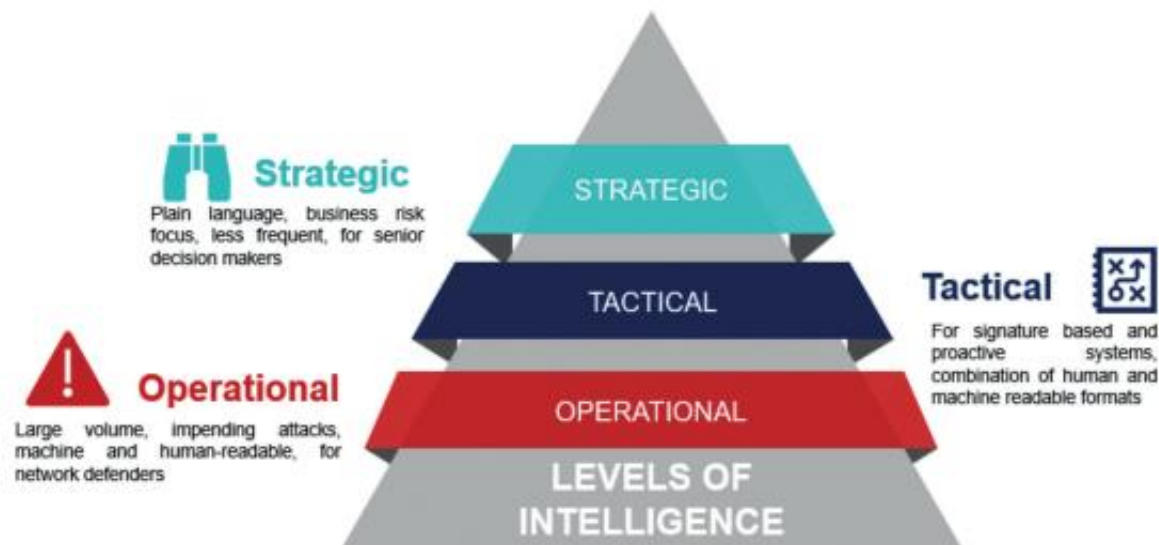 Strategic
Plain language, business risk
focus, less frequent, for senior
decision makers
STRATEGIC
TACTICAL
Tactical
For signature based and
proactive systems,
combination of human and
machine readable formats
Operational
Large volume, impending attacks,
machine and human-readable, for
network defenders
OPERATIONAL
LEVELS OF
INTELLIGENCE